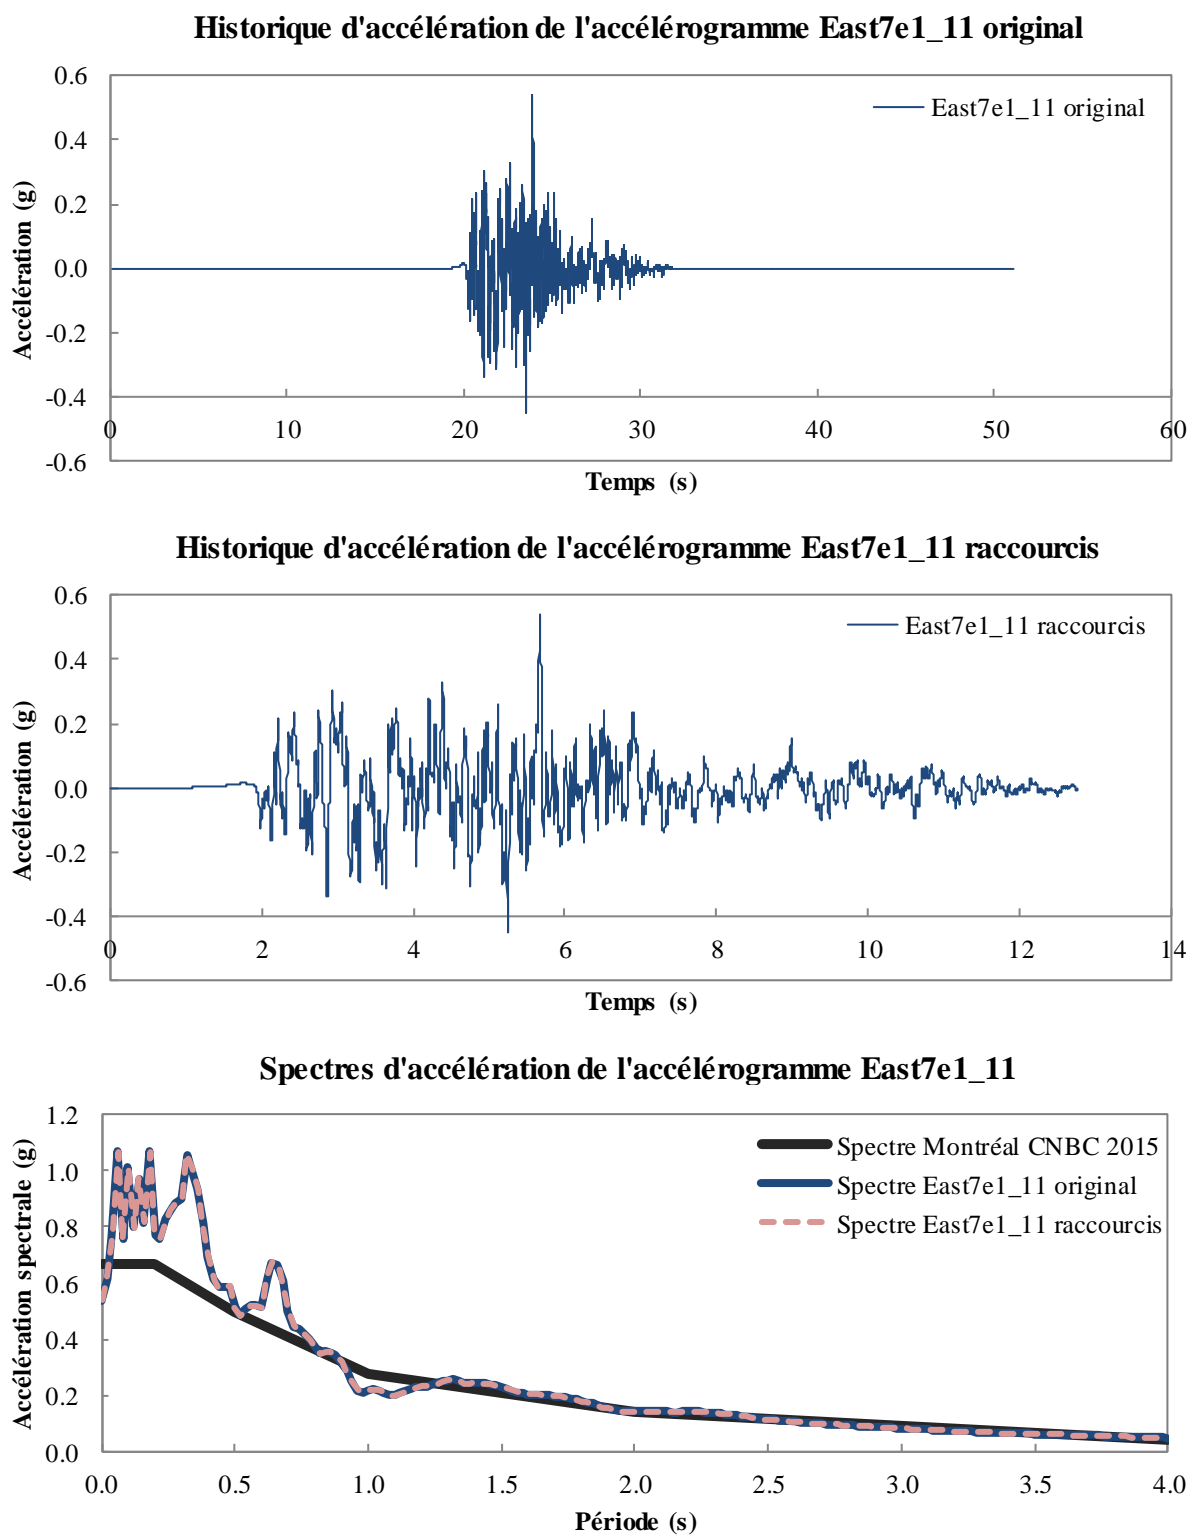 Historique d'accélération de l'accélérogramme East7e1_11 original
0.6
East7e1_11 original
0.4
0.2
0.0
-0.2
-0.4
-0.6
0 10 20 30 40 50 60
Accélération (g)
Temps (s)
Historique d'accélération de l'accélérogramme East7e1_11 raccourcis
0.6
East7e1_11 raccourcis
0.4
0.2
0.0
-0.2
-0.4
-0.6
0 2 4 6 8 10 12 14
Accélération (g)
Temps (s)
Spectres d'accélération de l'accélérogramme East7e1_11
1.2
1.0
0.8
0.6
0.4
0.2
0.0
Spectre Montréal CNBC 2015
Spectre East7e1_11 original
Spectre East7e1_11 raccourcis
Accélération spectrale (g)
0.0 0.5 1.0 1.5 2.0 2.5 3.0 3.5 4.0
Période (s)